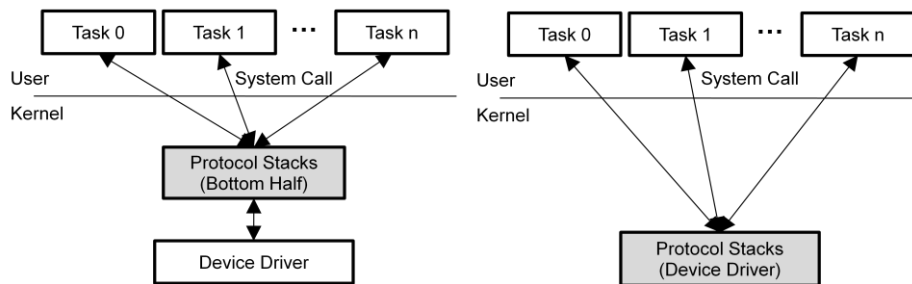 Task 0 Task 1 ... Task n
User System Call
Kernel
Protocol Stacks
(Bottom Half)
Device Driver
Task 0 Task 1 ... Task n
User System Call
Kernel
Protocol Stacks
(Device Driver)